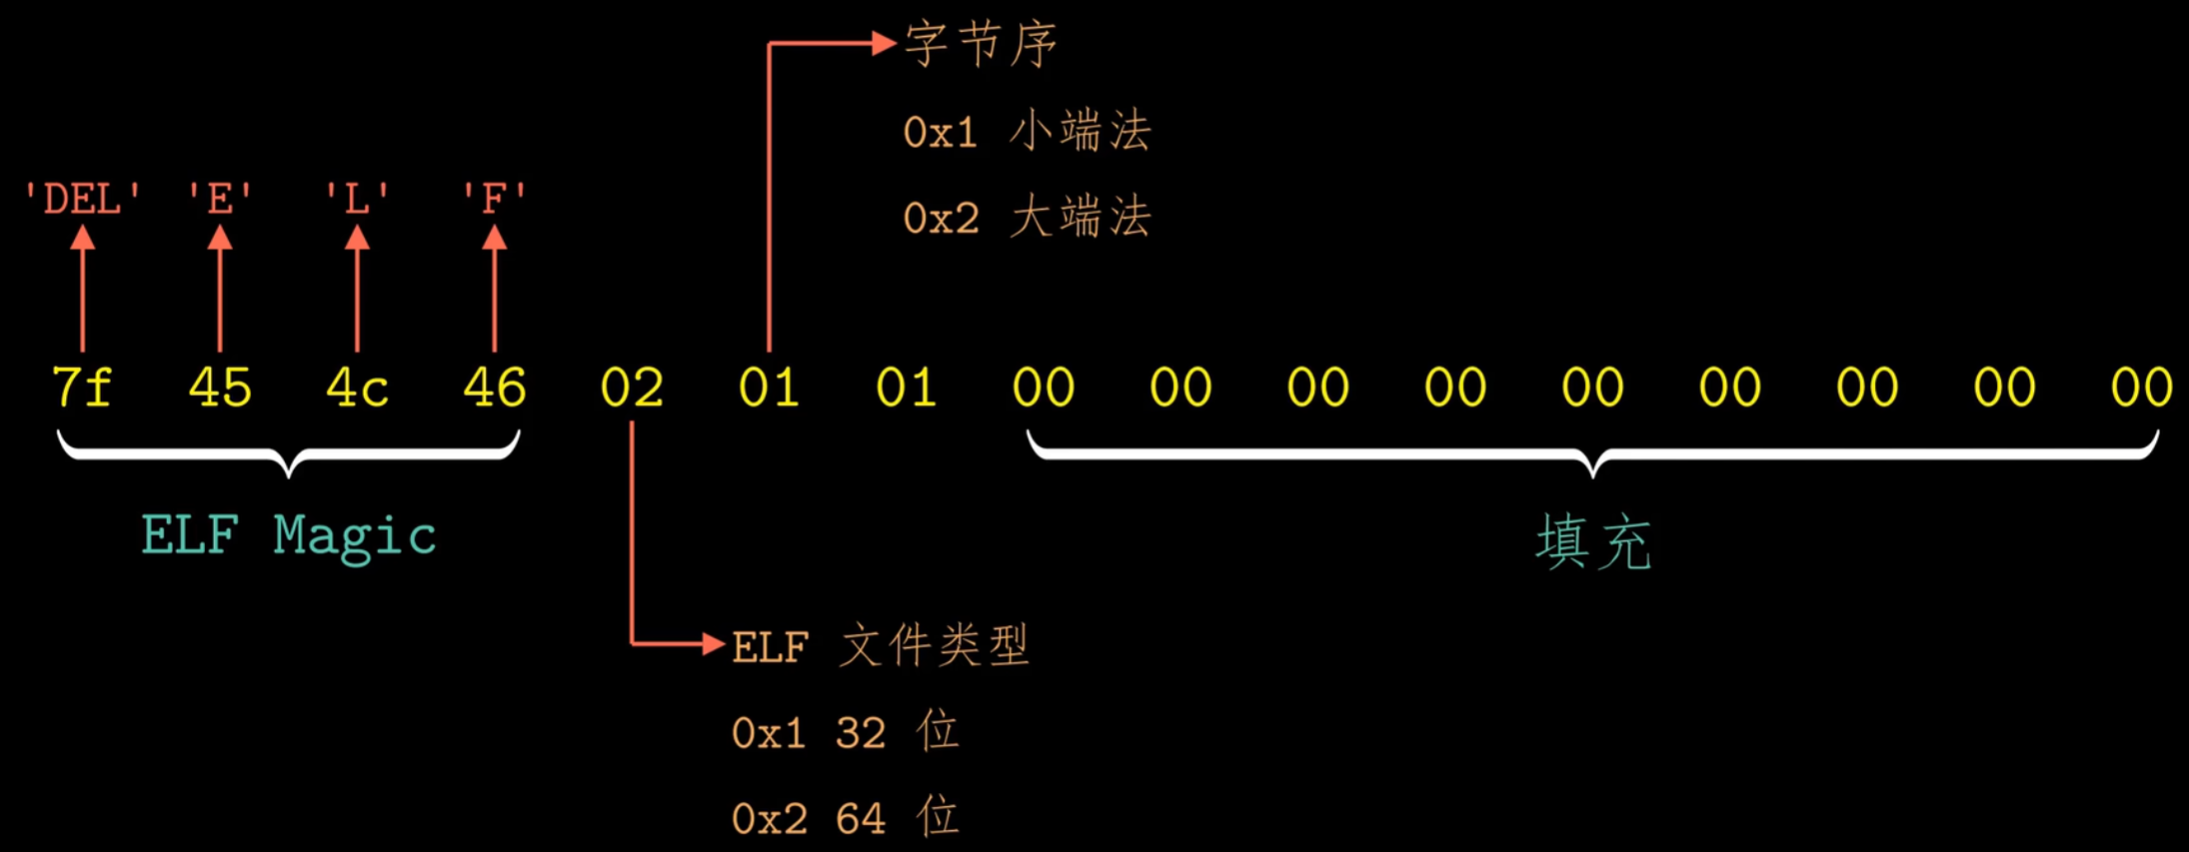 字节序
0x1 小端法
0x2 大端法
'DEL' 'E' 'L' 'F'
7f 45 4c 46 02 01 01 00 00 00 00 00 00 00 00 00
ELF Magic
填充
ELF 文件类型
0x1 32 位
0x2 64 位